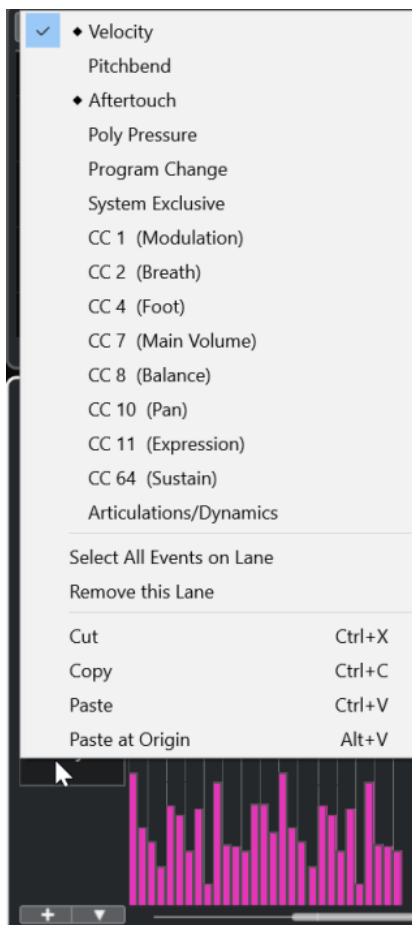 Velocity
Pitchbend
Aftertouch
Poly Pressure
Program Change
System Exclusive
CC 1 (Modulation)
CC 2 (Breath)
CC 4 (Foot)
CC 7 (Main Volume)
CC 8 (Balance)
CC 10 (Pan)
CC 11 (Expression)
CC 64 (Sustain)
Articulations/Dynamics
Select All Events on Lane
Remove this Lane
Cut Ctrl+X
Copy Ctrl+C
Paste Ctrl+V
Paste at Origin Alt+V